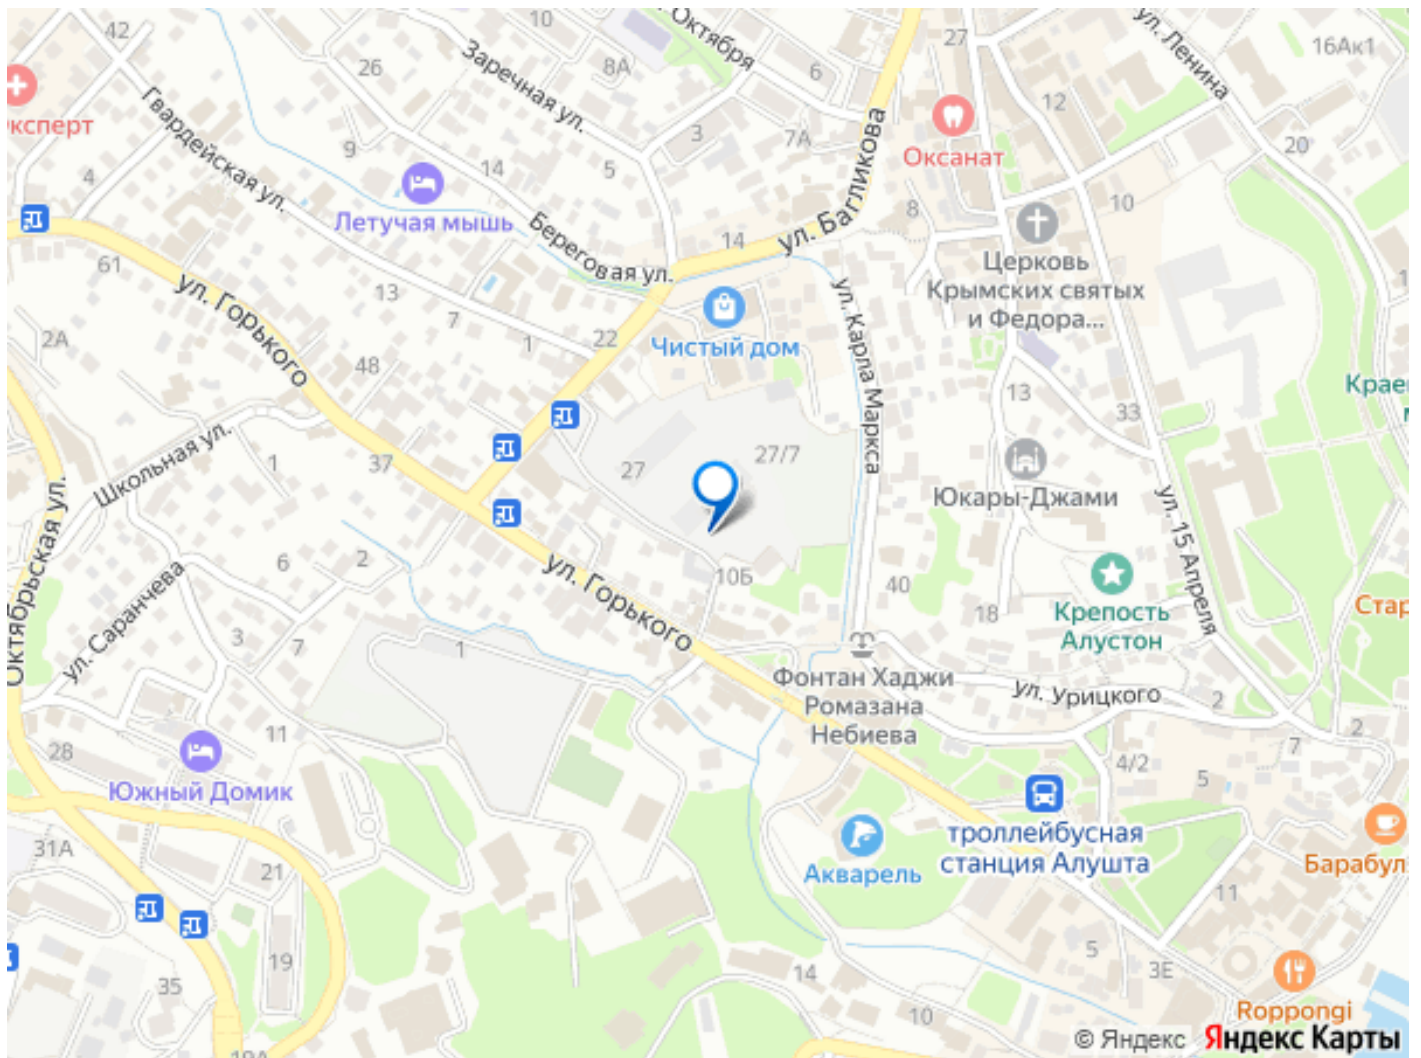 42
10
ул. Октября
27
ул. Ленина
16Ак1
Заречная ул.
26
8А
6
12
Эксперт
Гвардейская ул.
9
14
5
3
7А
ул. Багликова
Оксанат
20
4
Летучая мышь
Береговая ул.
14
8
10
61
ул. Горького
13
7
1
22
Чистый дом
ул. Карла Маркса
Церковь
Крымских святых
и Федора...
2А
48
13
33
Школьная ул.
1
37
27
27/7
Юкары-Джами
ул. 15 Апреля
Октябрьская ул.
ул. Саранчева
6
2
3
7
1
ул. Горького
10Б
40
18
Крепость
Алустон
Стар
Фонтан Хаджи
Ромазана
Небиева
ул. Урицкого
2
2
7
28
11
Южный Домик
4/2
5
троллейбусная
станция Алушта
Акварель
Барабул
31А
21
11
19
35
14
5
3Е
10
Roppongi
19А
© Яндекс Яндекс Карты